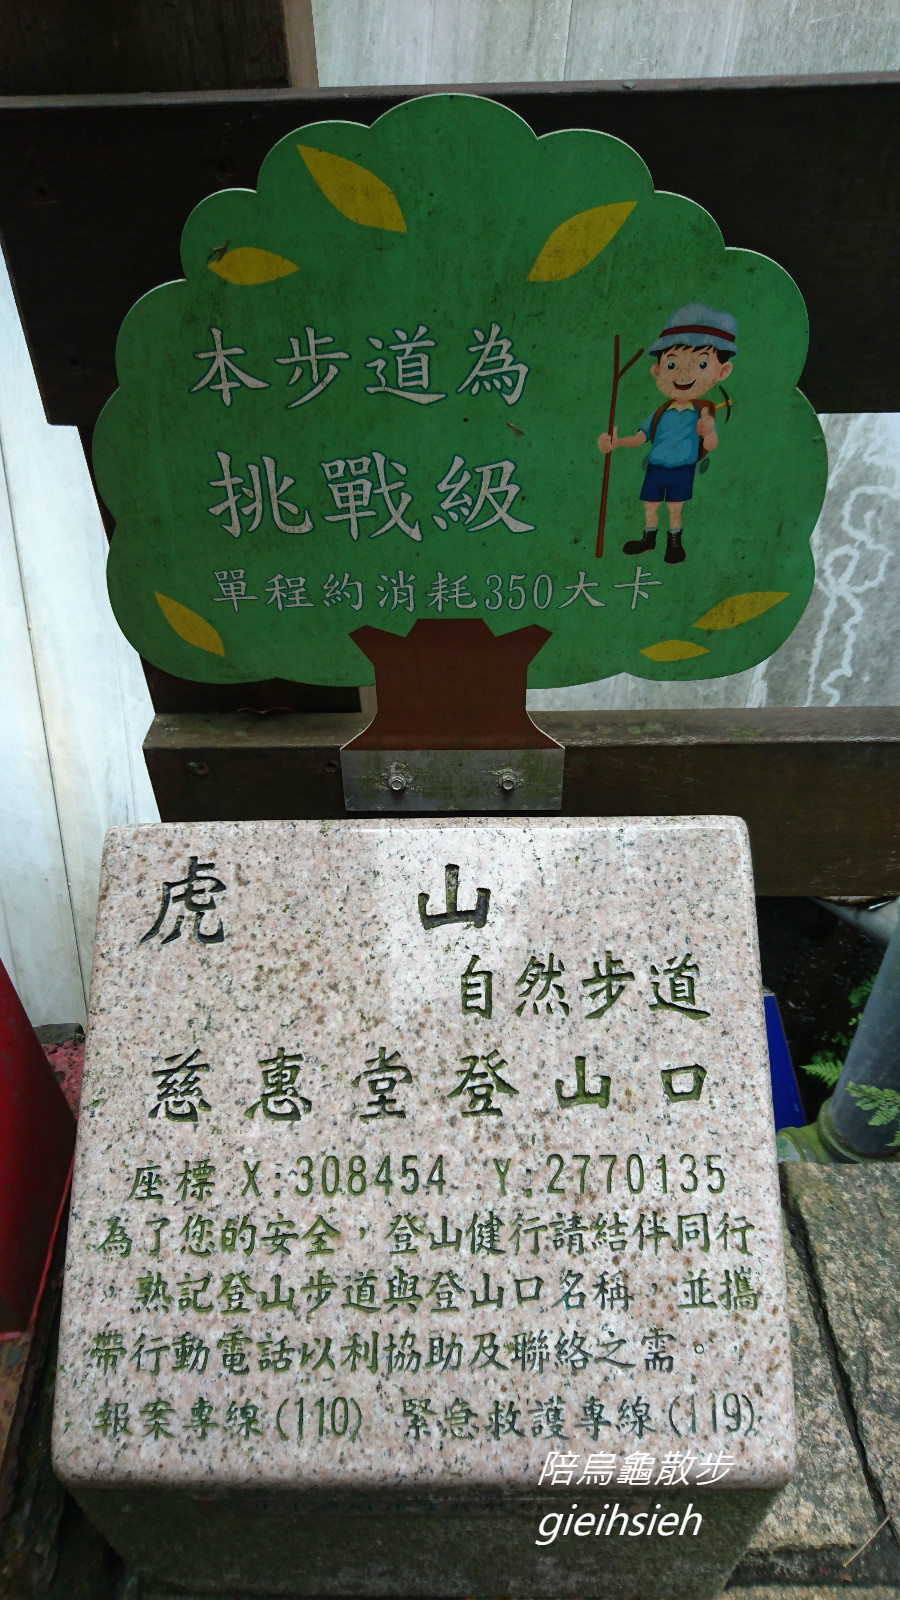 本步道為
挑戰級
單程約消耗350大卡
虎山
自然步道
慈惠堂登山口
座標 X:308454 Y:2770135
為了您的安全，登山健行請結伴同行
，熟記登山步道與登山口名稱，並攜
帶行動電話以利協助及聯絡之需。
報案專線(110) 緊急救護專線(119)
陪烏龜散步
gieihsieh